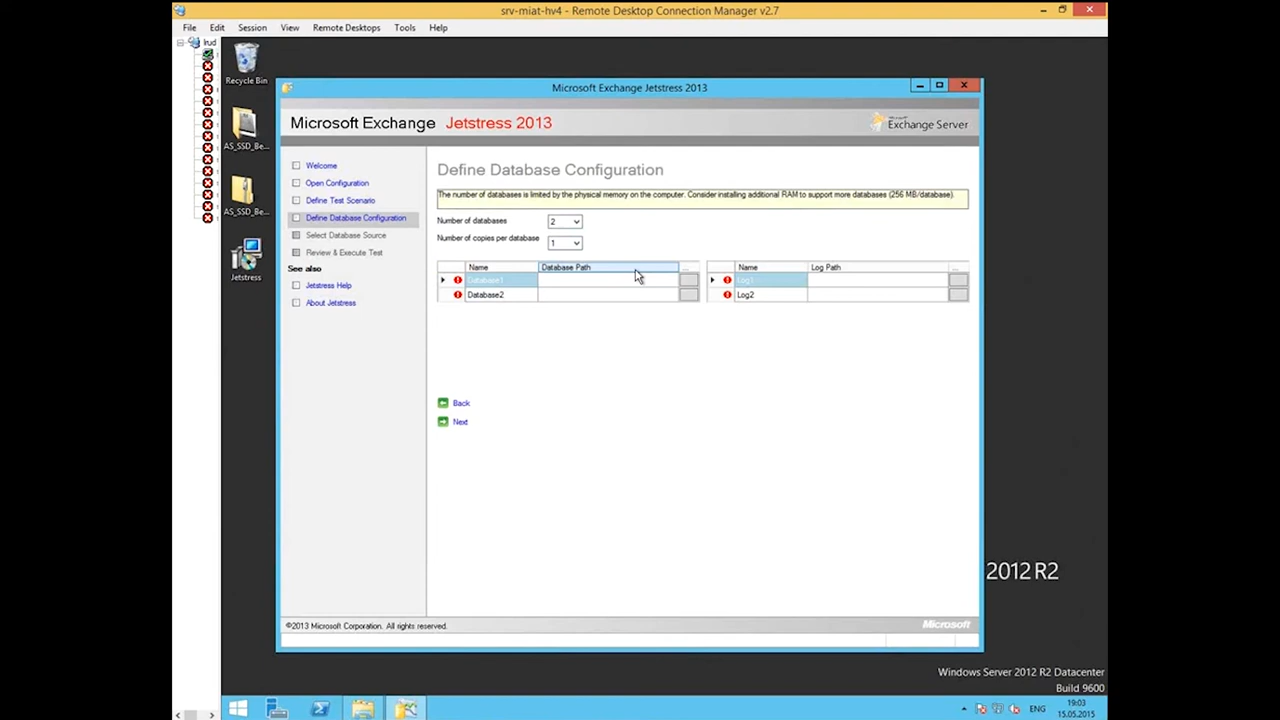 srv-miat-hv4 - Remote Desktop Connection Manager v2.7
File Edit Session View Remote Desktops Tools Help
lrud
Recycle Bin
AS_SSD_Be...
AS_SSD_Be...
Jetstress
Microsoft Exchange Jetstress 2013
Microsoft Exchange Jetstress 2013
Microsoft Exchange Server
Welcome
Open Configuration
Define Test Scenario
Define Database Configuration
Select Database Source
Review & Execute Test
See also
Jetstress Help
About Jetstress
Define Database Configuration
The number of databases is limited by the physical memory on the computer. Consider installing additional RAM to support more databases (256 MB/database).
Number of databases 2
Number of copies per database 1
Name Database Path ...
Database1
Database2
Name Log Path ...
Log1
Log2
Back
Next
©2013 Microsoft Corporation. All rights reserved.
Microsoft
2012 R2
Windows Server 2012 R2 Datacenter
Build 9600
ENG
19:03
15.05.2015